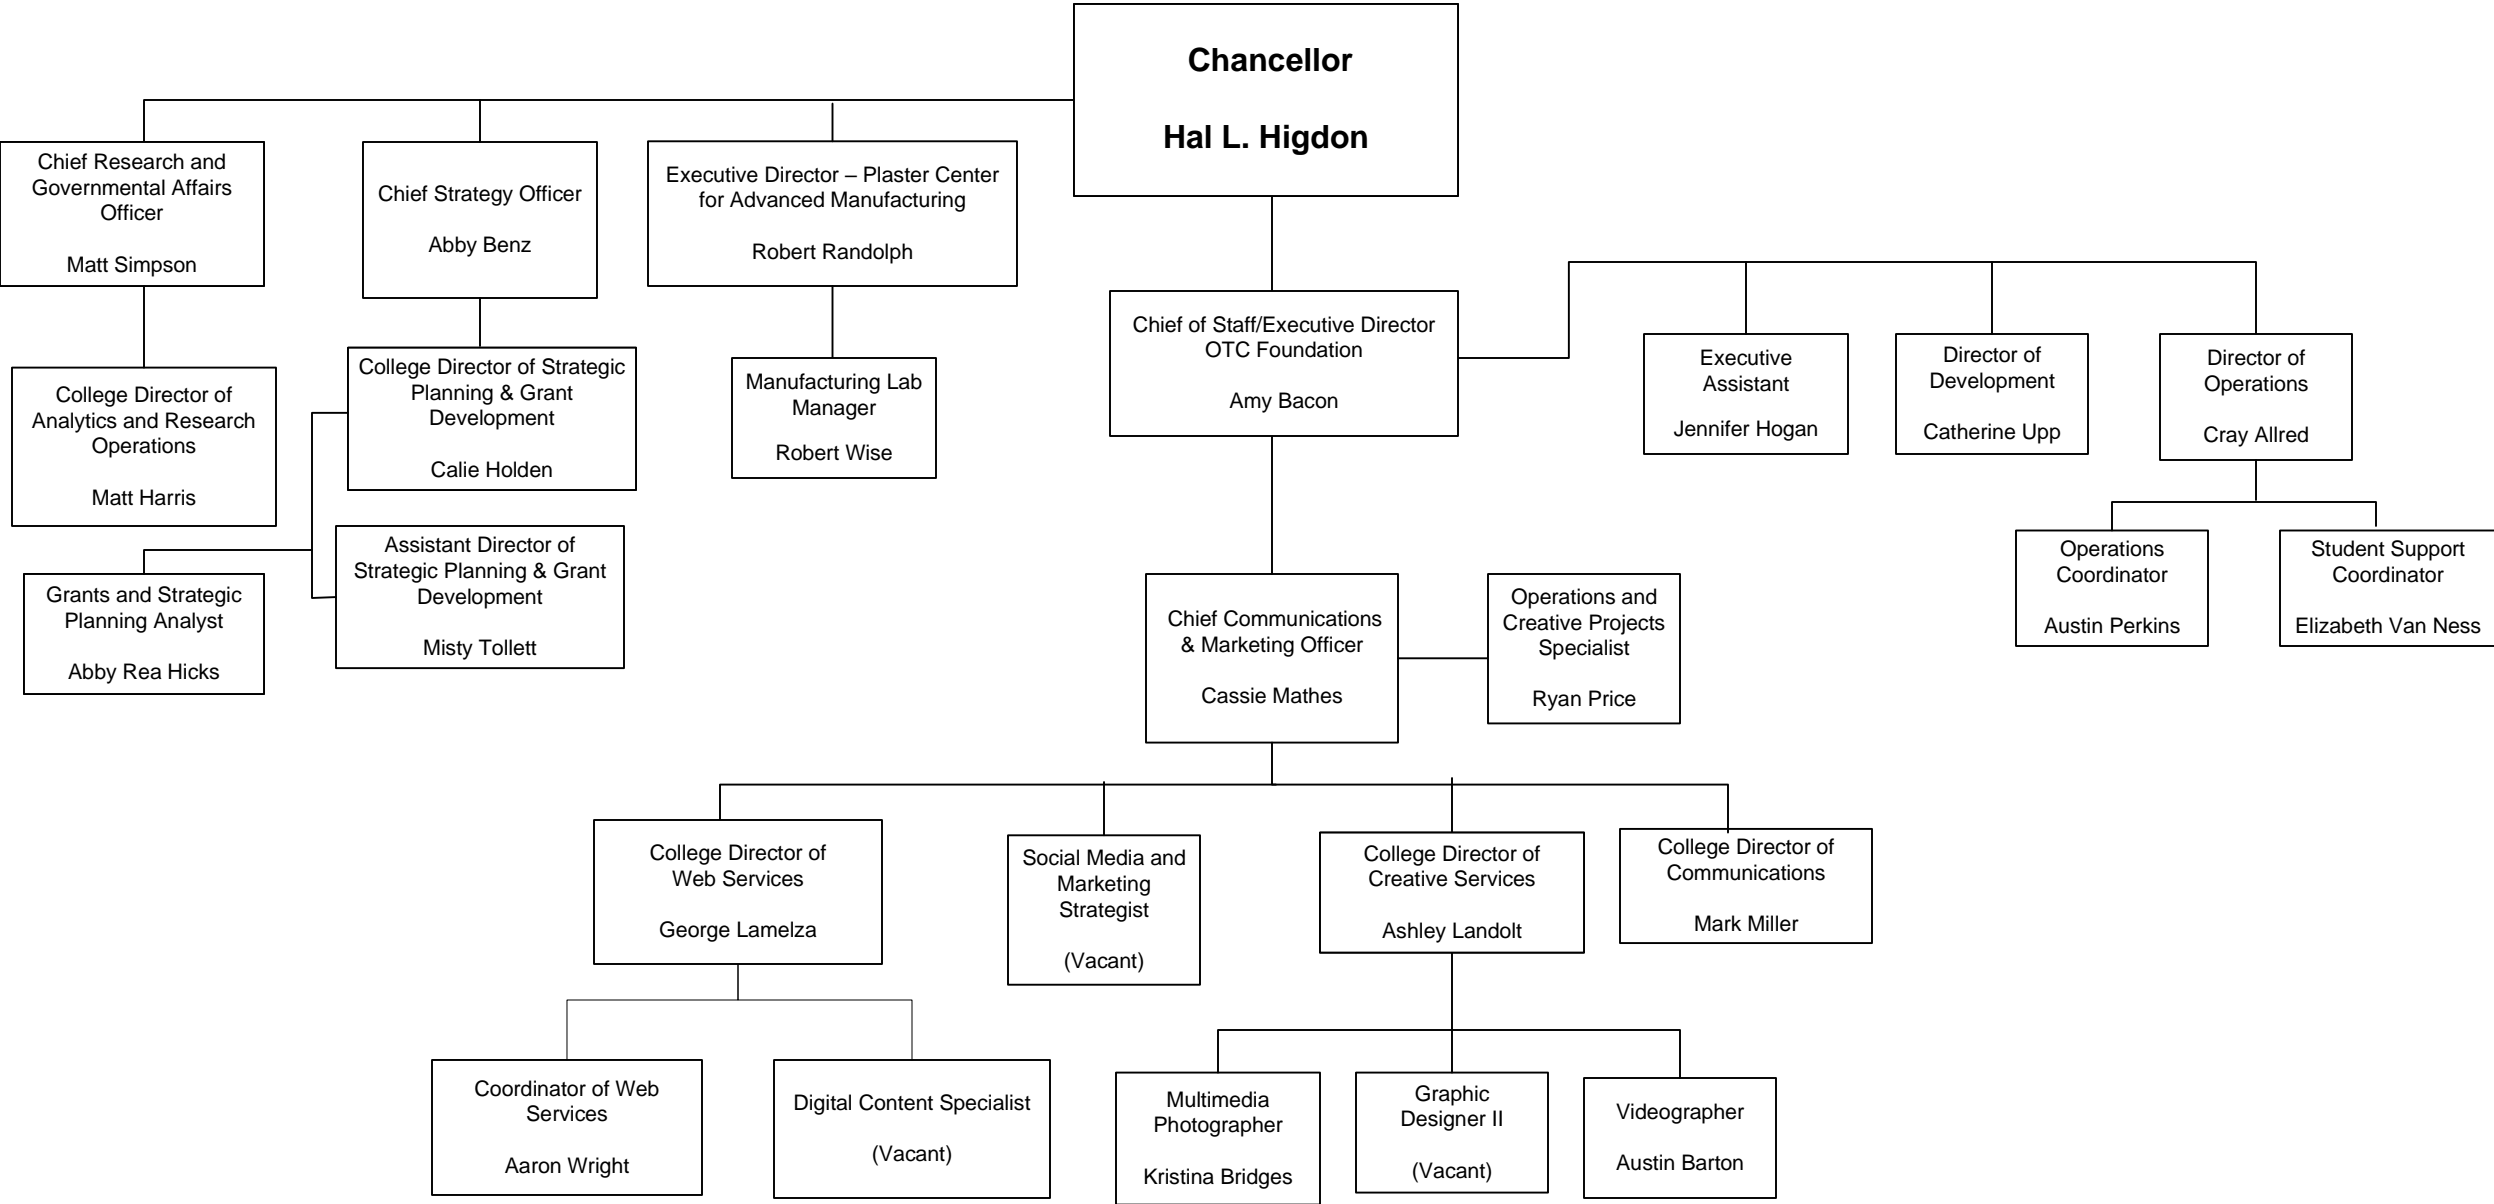 Chancellor
Hal L. Higdon
Chief Research and
Governmental Affairs
Officer
Matt Simpson
Chief Strategy Officer
Abby Benz
Executive Director – Plaster Center
for Advanced Manufacturing
Robert Randolph
Chief of Staff/Executive Director
OTC Foundation
Amy Bacon
Executive
Assistant
Jennifer Hogan
Director of
Development
Catherine Upp
Director of
Operations
Cray Allred
College Director of
Analytics and Research
Operations
Matt Harris
College Director of Strategic
Planning & Grant
Development
Calie Holden
Manufacturing Lab
Manager
Robert Wise
Grants and Strategic
Planning Analyst
Abby Rea Hicks
Assistant Director of
Strategic Planning & Grant
Development
Misty Tollett
Chief Communications
& Marketing Officer
Cassie Mathes
Operations and
Creative Projects
Specialist
Ryan Price
Operations
Coordinator
Austin Perkins
Student Support
Coordinator
Elizabeth Van Ness
College Director of
Web Services
George Lamelza
Social Media and
Marketing
Strategist
(Vacant)
College Director of
Creative Services
Ashley Landolt
College Director of
Communications
Mark Miller
Coordinator of Web
Services
Aaron Wright
Digital Content Specialist
(Vacant)
Multimedia
Photographer
Kristina Bridges
Graphic
Designer II
(Vacant)
Videographer
Austin Barton